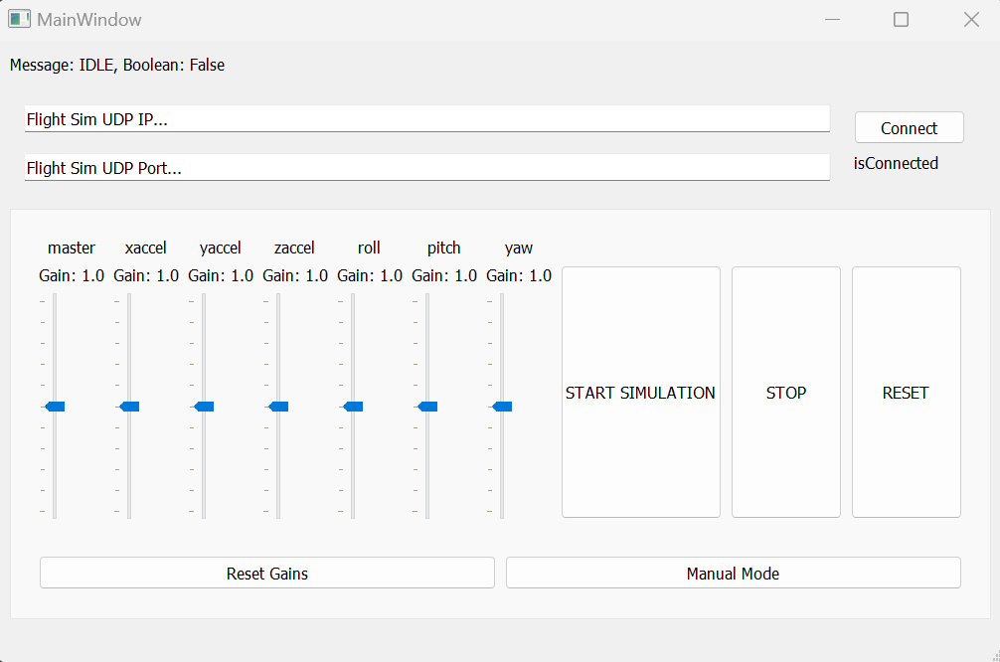 MainWindow
Message: IDLE, Boolean: False
Flight Sim UDP IP...
Connect
Flight Sim UDP Port...
isConnected
master xaccel yaccel zaccel roll pitch yaw
Gain: 1.0 Gain: 1.0 Gain: 1.0 Gain: 1.0 Gain: 1.0 Gain: 1.0 Gain: 1.0
START SIMULATION STOP RESET
Reset Gains Manual Mode